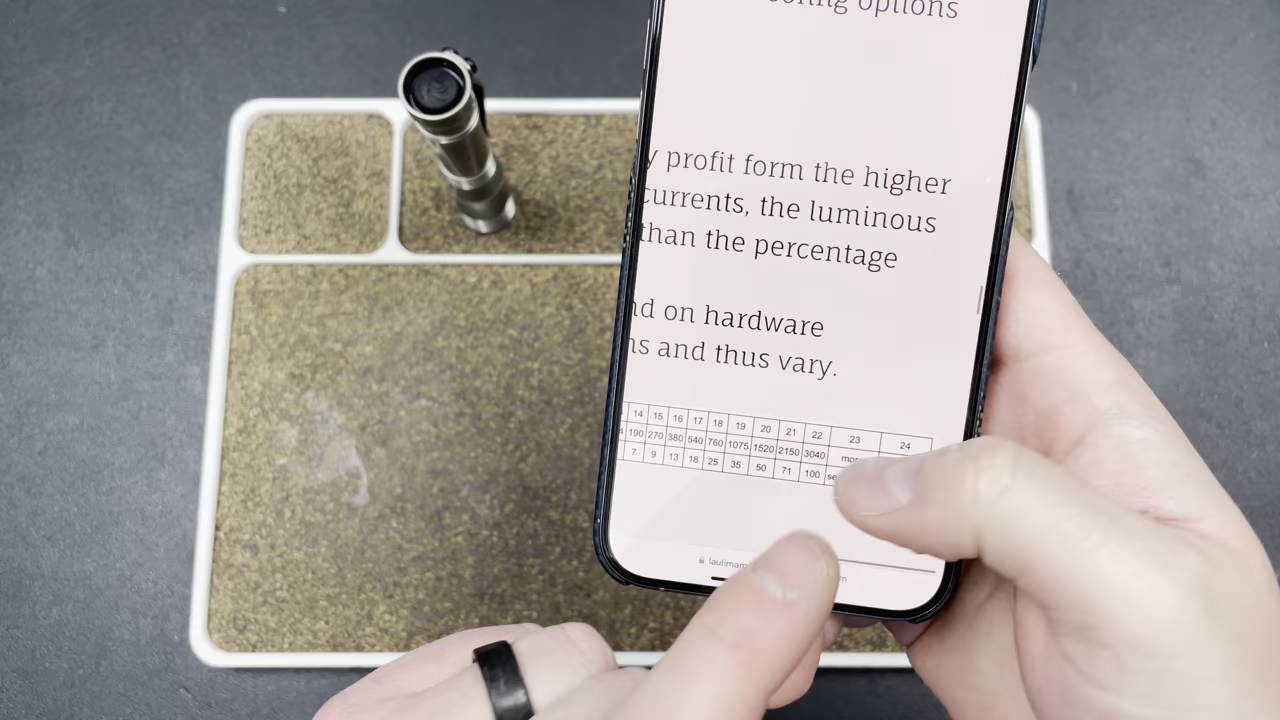 options
profit form the higher
currents, the luminous
than the percentage
on hardware
and thus vary.
14 15 16 17 18 19 20 21 22 23 24
190 270 380 540 760 1075 1520 2150 3040
7 9 13 18 25 35 50 71 100